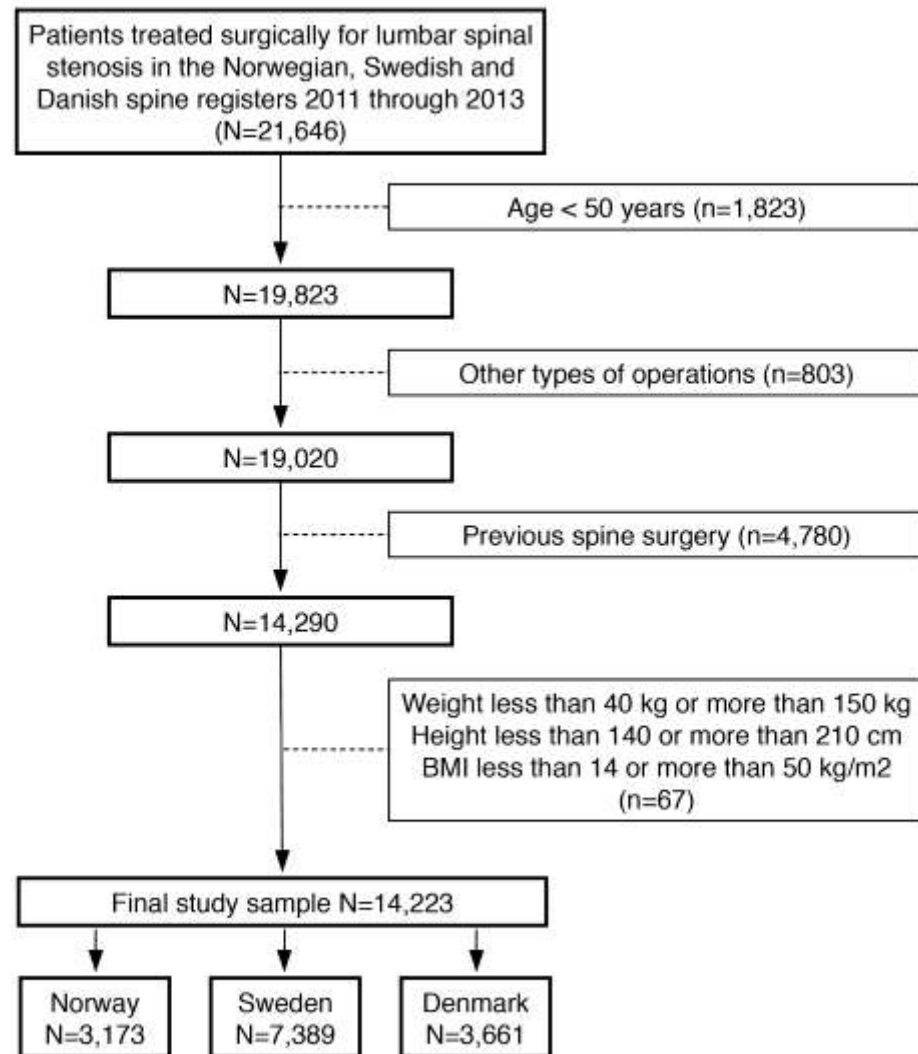 Patients treated surgically for lumbar spinal
stenosis in the Norwegian, Swedish and
Danish spine registers 2011 through 2013
(N=21,646)
Age < 50 years (n=1,823)
N=19,823
Other types of operations (n=803)
N=19,020
Previous spine surgery (n=4,780)
N=14,290
Weight less than 40 kg or more than 150 kg
Height less than 140 or more than 210 cm
BMI less than 14 or more than 50 kg/m2
(n=67)
Final study sample N=14,223
Norway
N=3,173
Sweden
N=7,389
Denmark
N=3,661